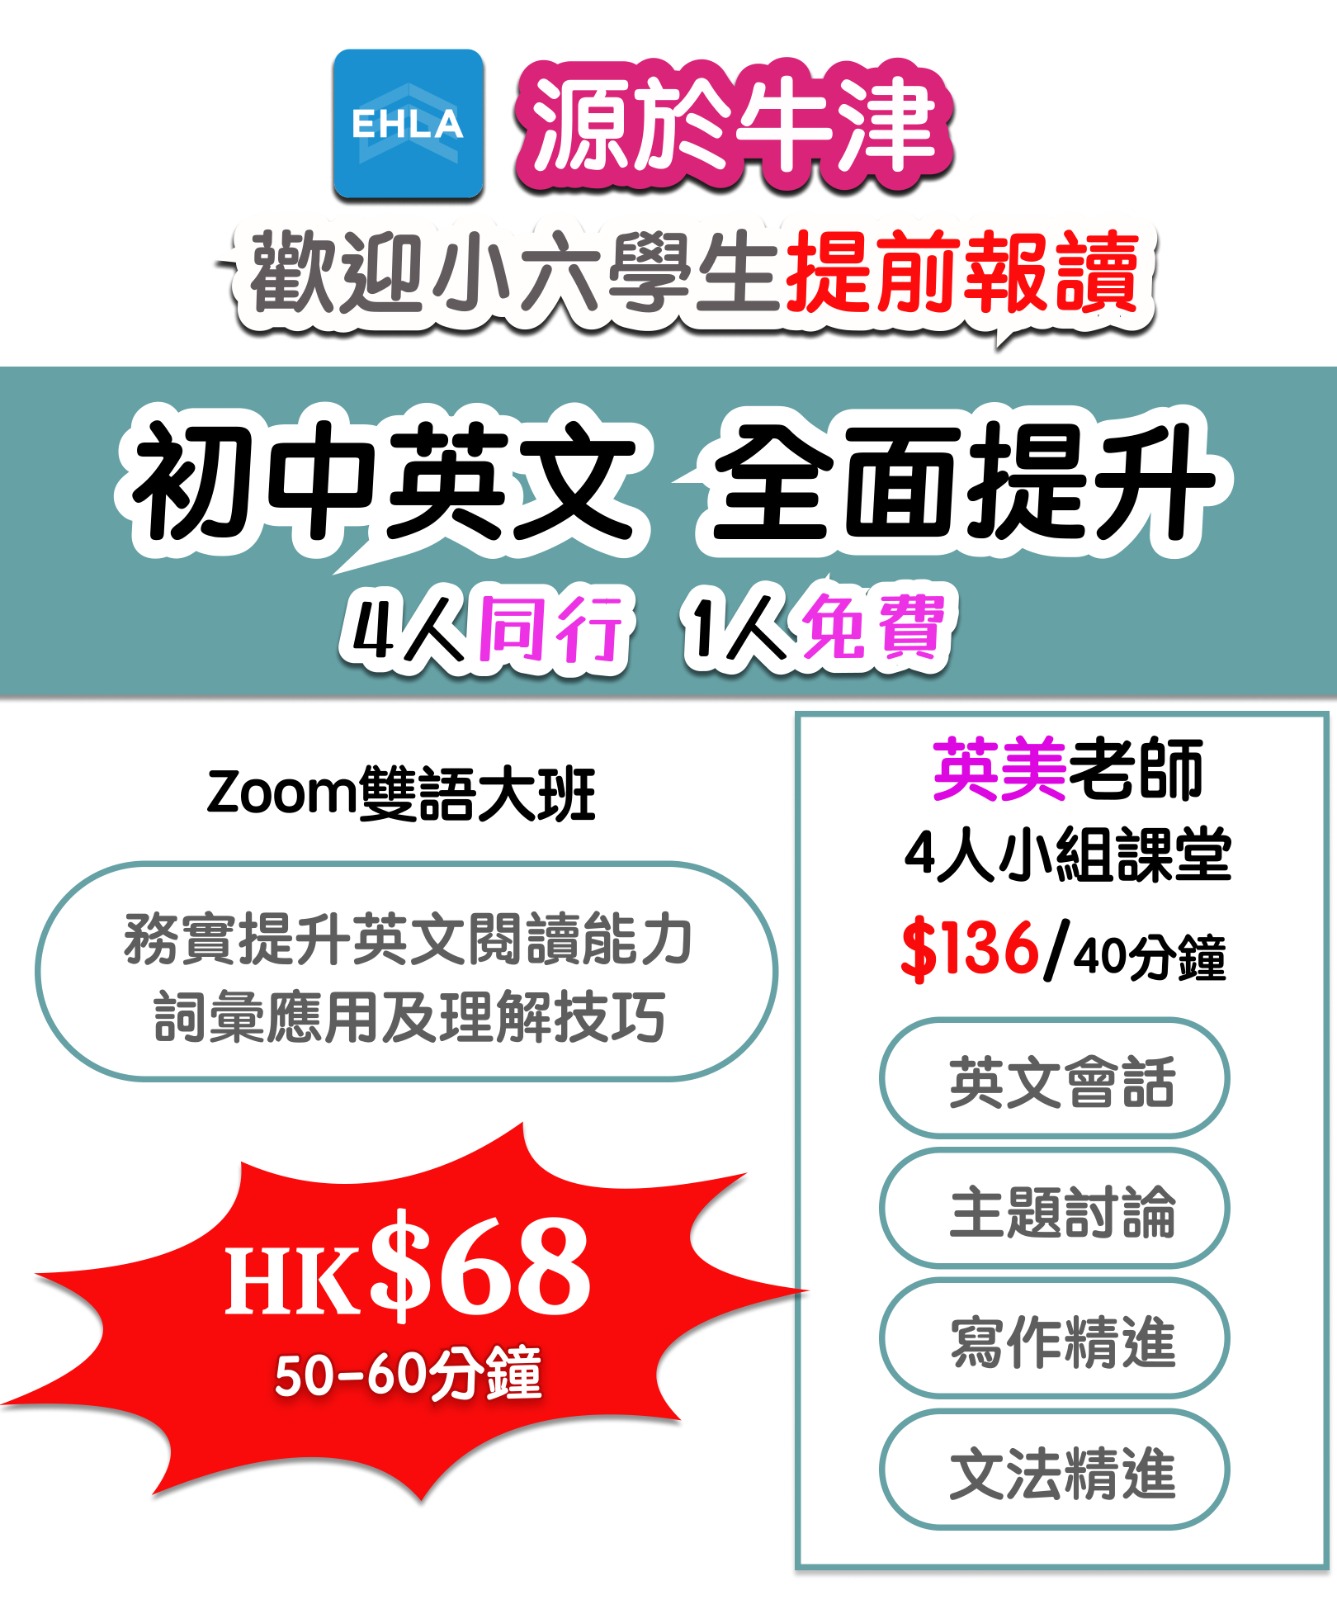 EHLA 源於牛津
歡迎小六學生提前報讀
初中英文 全面提升
4人同行 1人免費
Zoom雙語大班
務實提升英文閱讀能力
詞彙應用及理解技巧
HK$68
50-60分鐘
英美老師
4人小組課堂
$136/40分鐘
英文會話
主題討論
寫作精進
文法精進